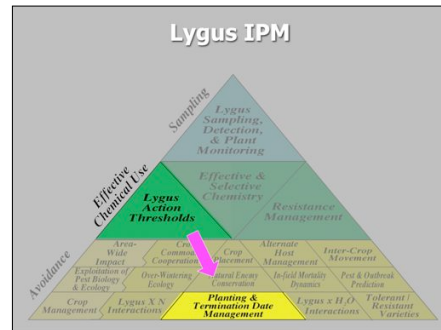 Lygus IPM
Sampling
Lygus
Sampling,
Detection,
& Plant
Monitoring
Effective
Chemical Use
Lygus
Action
Thresholds
Effective &
Selective
Chemistry
Resistance
Management
Avoidance
Area-
Wide
Impact
Crop
Placement
Alternate
Host
Management
Inter-Crop
Movement
Exploitation of
Pest Biology
& Ecology
Over-Wintering
Ecology
Enemy
Conservation
In-field Mortality
Dynamics
Pest & Outbreak
Prediction
Crop
Management
Lygus X N
Interactions
Planting &
Termination Date
Management
Lygus x H2O
Interactions
Tolerant /
Resistant
Varieties